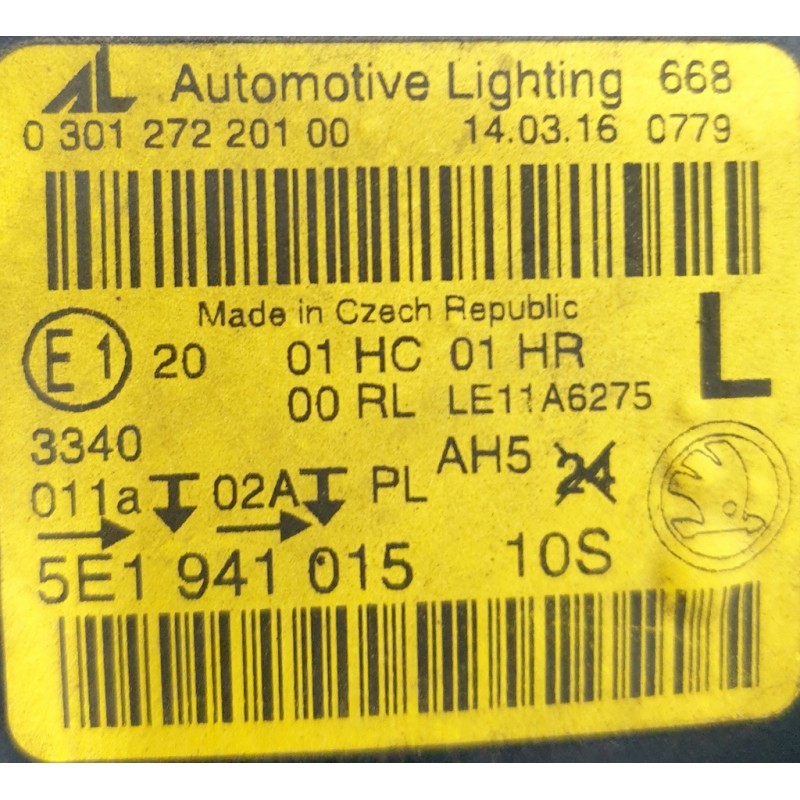 AL Automotive Lighting 668
0 301 272 201 00 14.03.16 0779
Made in Czech Republic
E1 20 01 HC 01 HR L
00 RL LE11A6275
3340
011a 02A PL AH5 24
5E1 941 015 10S